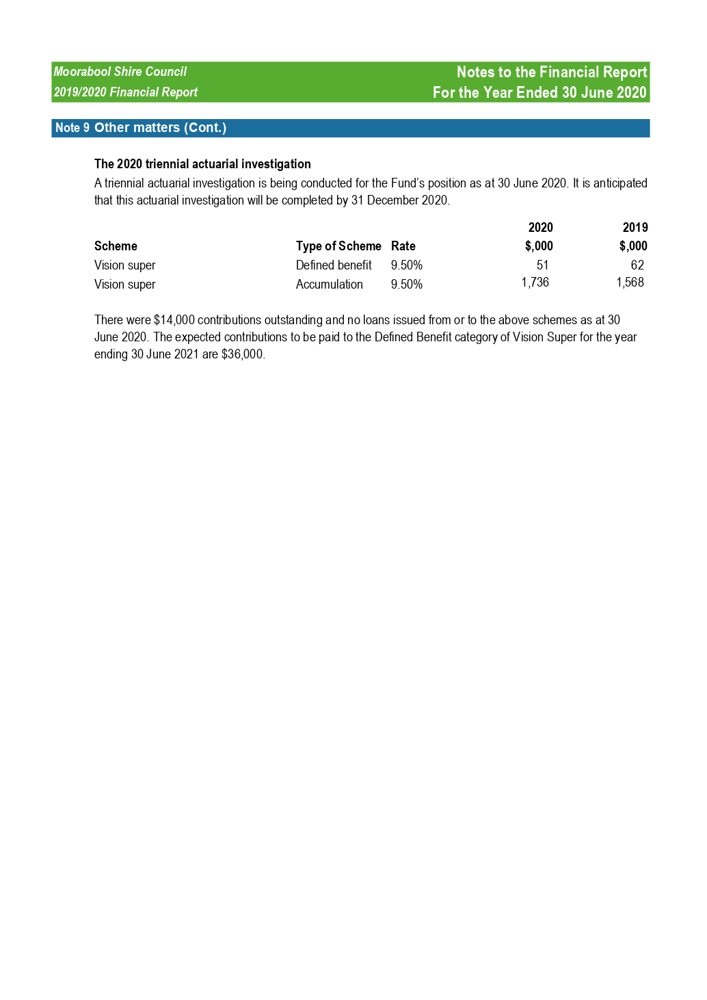 Moorabool Shire Council Notes to the Financial Report
2019/2020 Financial Report For the Year Ended 30 June 2020
Note 9 Other matters (Cont.)
The 2020 triennial actuarial investigation
A triennial actuarial investigation is being conducted for the Fund’s position as at 30 June 2020. It is anticipated
that this actuarial investigation will be completed by 31 December 2020.
2020 2019
Scheme Type of Scheme Rate $,000 $,000
Vision super Defined benefit 9.50% 51 62
Vision super Accumulation 9.50% 1,736 1,568
There were $14,000 contributions outstanding and no loans issued from or to the above schemes as at 30
June 2020. The expected contributions to be paid to the Defined Benefit category of Vision Super for the year
ending 30 June 2021 are $36,000.